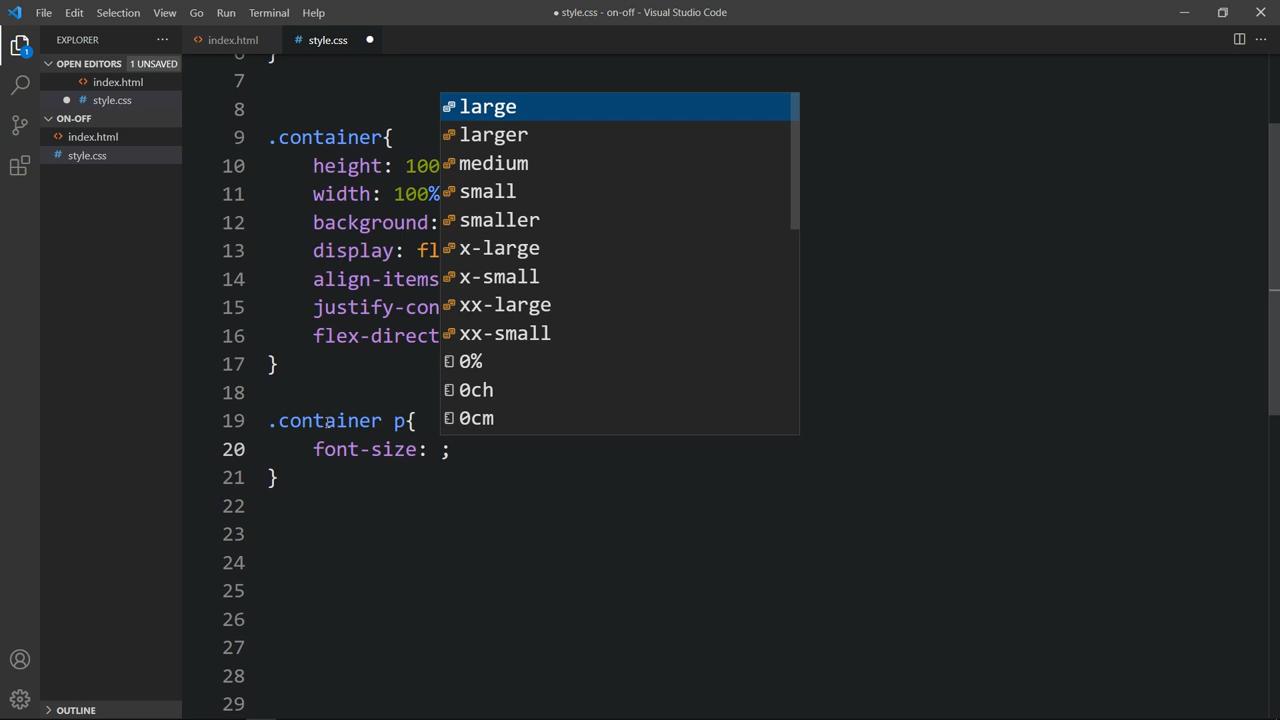 File Edit Selection View Go Run Terminal Help
● style.css - on-off - Visual Studio Code
EXPLORER ...
index.html
# style.css
OPEN EDITORS 1 UNSAVED
index.html
# style.css
ON-OFF
index.html
# style.css
OUTLINE
1
}
7
8
9 .container{
10 height: 100
11 width: 100%
12 background:
13 display: fl
14 align-items
15 justify-con
16 flex-direct
17 }
18
19 .container p{
20 font-size: ;
21 }
22
23
24
25
26
27
28
29
large
larger
medium
small
smaller
x-large
x-small
xx-large
xx-small
0%
0ch
0cm